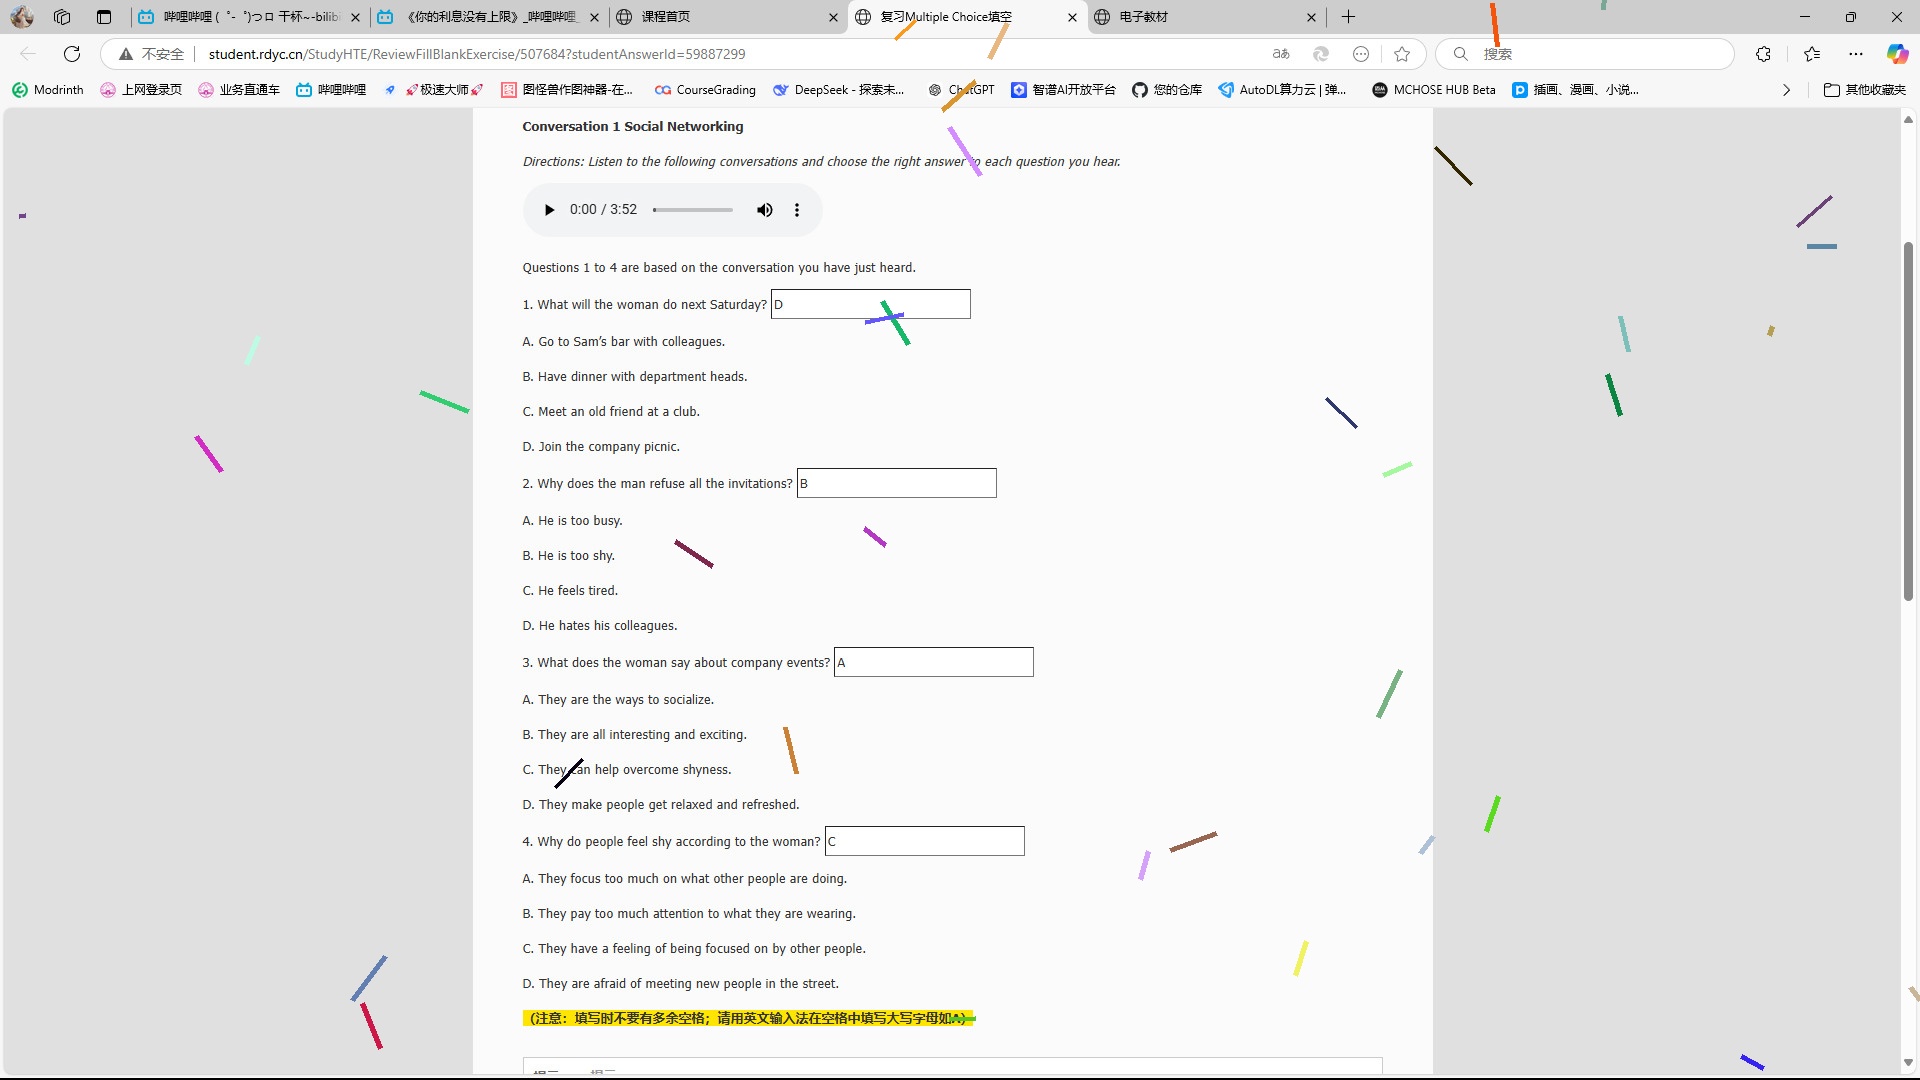 哔哩哔哩 (゜-゜)つロ 干杯~-bilibi
《你的利息没有上限》_哔哩哔哩_
课程首页
复习Multiple Choice填空
电子教材
不安全
student.rdyc.cn/StudyHTE/ReviewFillBlankExercise/507684?studentAnswerId=59887299
搜索
Modrinth
上网登录页
业务直通车
哔哩哔哩
🚀极速大师🚀
图怪兽作图神器-在...
CourseGrading
DeepSeek - 探索未...
ChatGPT
智谱AI开放平台
您的仓库
AutoDL算力云 | 弹...
MCHOSE HUB Beta
插画、漫画、小说...
其他收藏夹
Conversation 1 Social Networking
Directions: Listen to the following conversations and choose the right answer to each question you hear.
0:00 / 3:52
Questions 1 to 4 are based on the conversation you have just heard.
1. What will the woman do next Saturday? D
A. Go to Sam’s bar with colleagues.
B. Have dinner with department heads.
C. Meet an old friend at a club.
D. Join the company picnic.
2. Why does the man refuse all the invitations? B
A. He is too busy.
B. He is too shy.
C. He feels tired.
D. He hates his colleagues.
3. What does the woman say about company events? A
A. They are the ways to socialize.
B. They are all interesting and exciting.
C. They can help overcome shyness.
D. They make people get relaxed and refreshed.
4. Why do people feel shy according to the woman? C
A. They focus too much on what other people are doing.
B. They pay too much attention to what they are wearing.
C. They have a feeling of being focused on by other people.
D. They are afraid of meeting new people in the street.
(注意：填写时不要有多余空格；请用英文输入法在空格中填写大写字母如A)